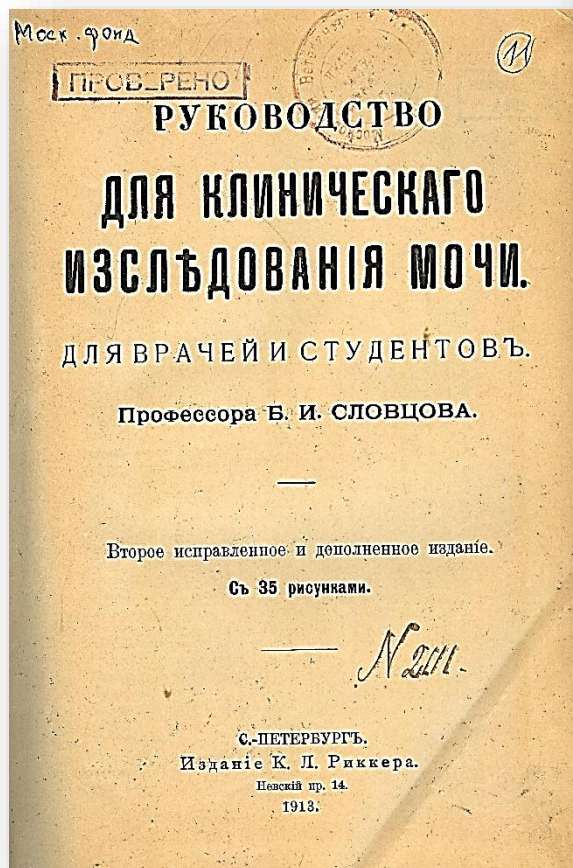 Моск. фонд
11
ПРОВЕРЕНО
РУКОВОДСТВО
ДЛЯ КЛИНИЧЕСКАГО
ИЗСЛѢДОВАНІЯ МОЧИ.
ДЛЯ ВРАЧЕЙ И СТУДЕНТОВЪ.
Профессора Б. И. СЛОВЦОВА.
Второе исправленное и дополненное изданіе.
Съ 35 рисунками.
С.-ПЕТЕРБУРГЪ.
Изданіе К. Л. Риккера.
Невскій пр. 14.
1913.